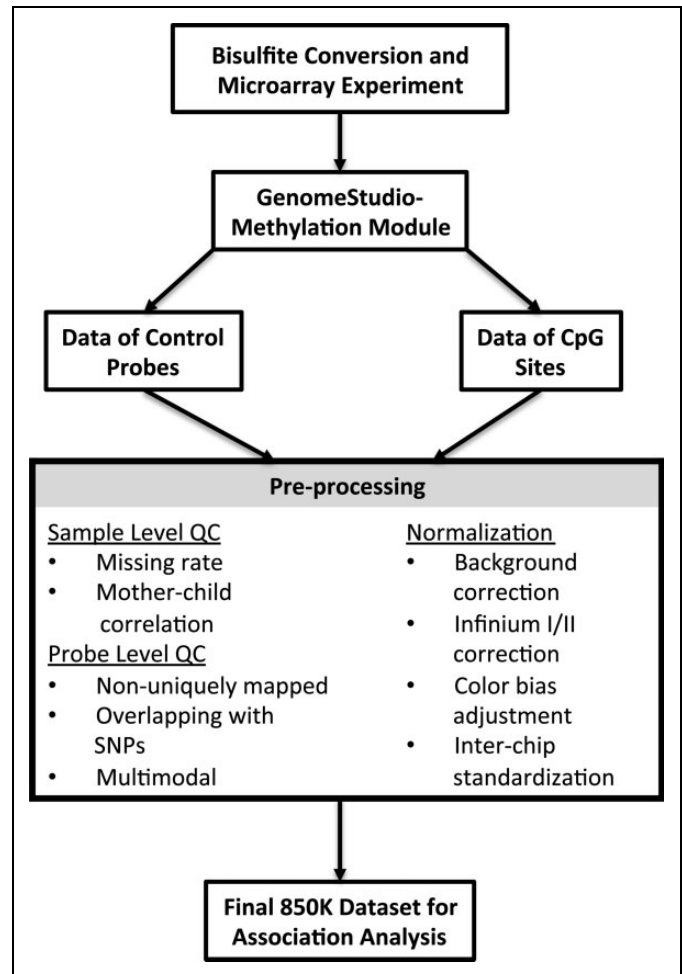 Bisulfite Conversion and
Microarray Experiment
GenomeStudio-
Methylation Module
Data of Control
Probes
Data of CpG
Sites
Pre-processing
Sample Level QC
• Missing rate
• Mother-child
correlation
Probe Level QC
• Non-uniquely mapped
• Overlapping with
SNPs
• Multimodal
Normalization
• Background
correction
• Infinium I/II
correction
• Color bias
adjustment
• Inter-chip
standardization
Final 850K Dataset for
Association Analysis